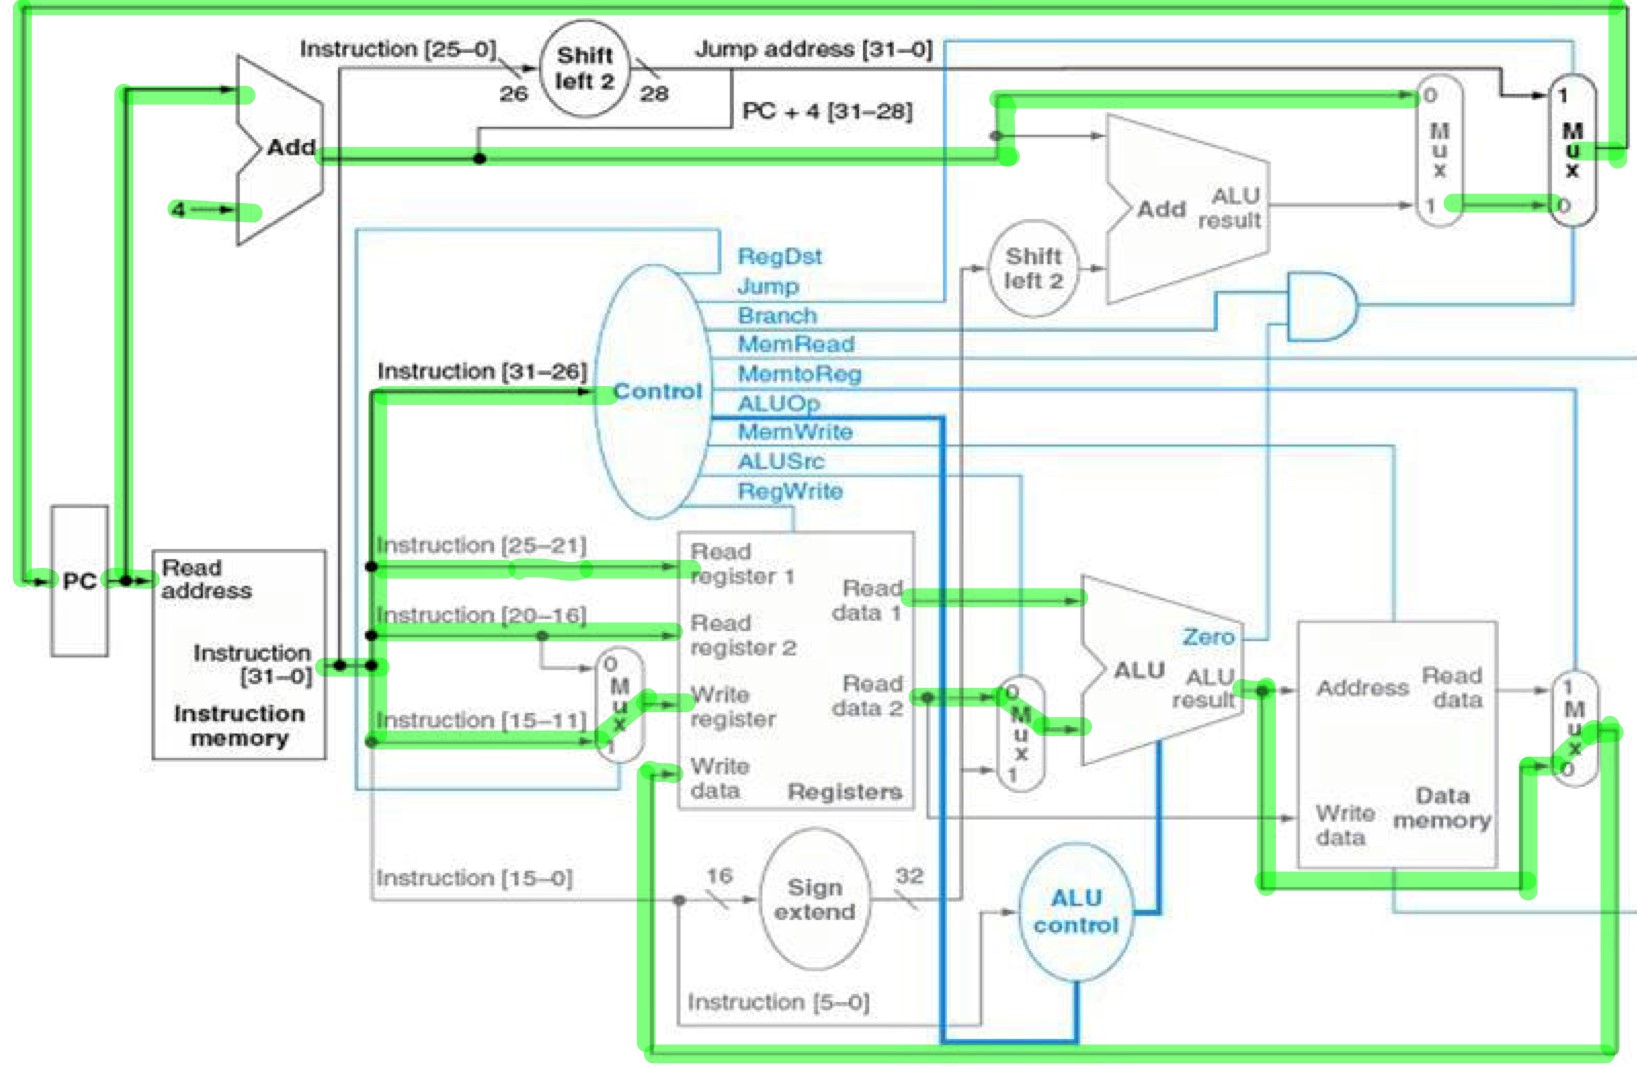 Instruction [25–0]
26
Shift
left 2
28
Jump address [31–0]
PC + 4 [31–28]
Add
4
0
M
u
x
1
1
M
u
x
0
Add
ALU
result
Shift
left 2
RegDst
Jump
Branch
MemRead
MemtoReg
ALUOp
MemWrite
ALUSrc
RegWrite
Control
Instruction [31–26]
PC
Read
address
Instruction
[31–0]
Instruction
memory
Instruction [25–21]
Instruction [20–16]
Instruction [15–11]
0
M
u
x
1
Read
register 1
Read
register 2
Write
register
Write
data
Read
data 1
Read
data 2
Registers
0
M
u
x
1
Zero
ALU
ALU
result
Address
Read
data
Write
data
Data
memory
1
M
u
x
0
Instruction [15–0]
16
Sign
extend
32
ALU
control
Instruction [5–0]